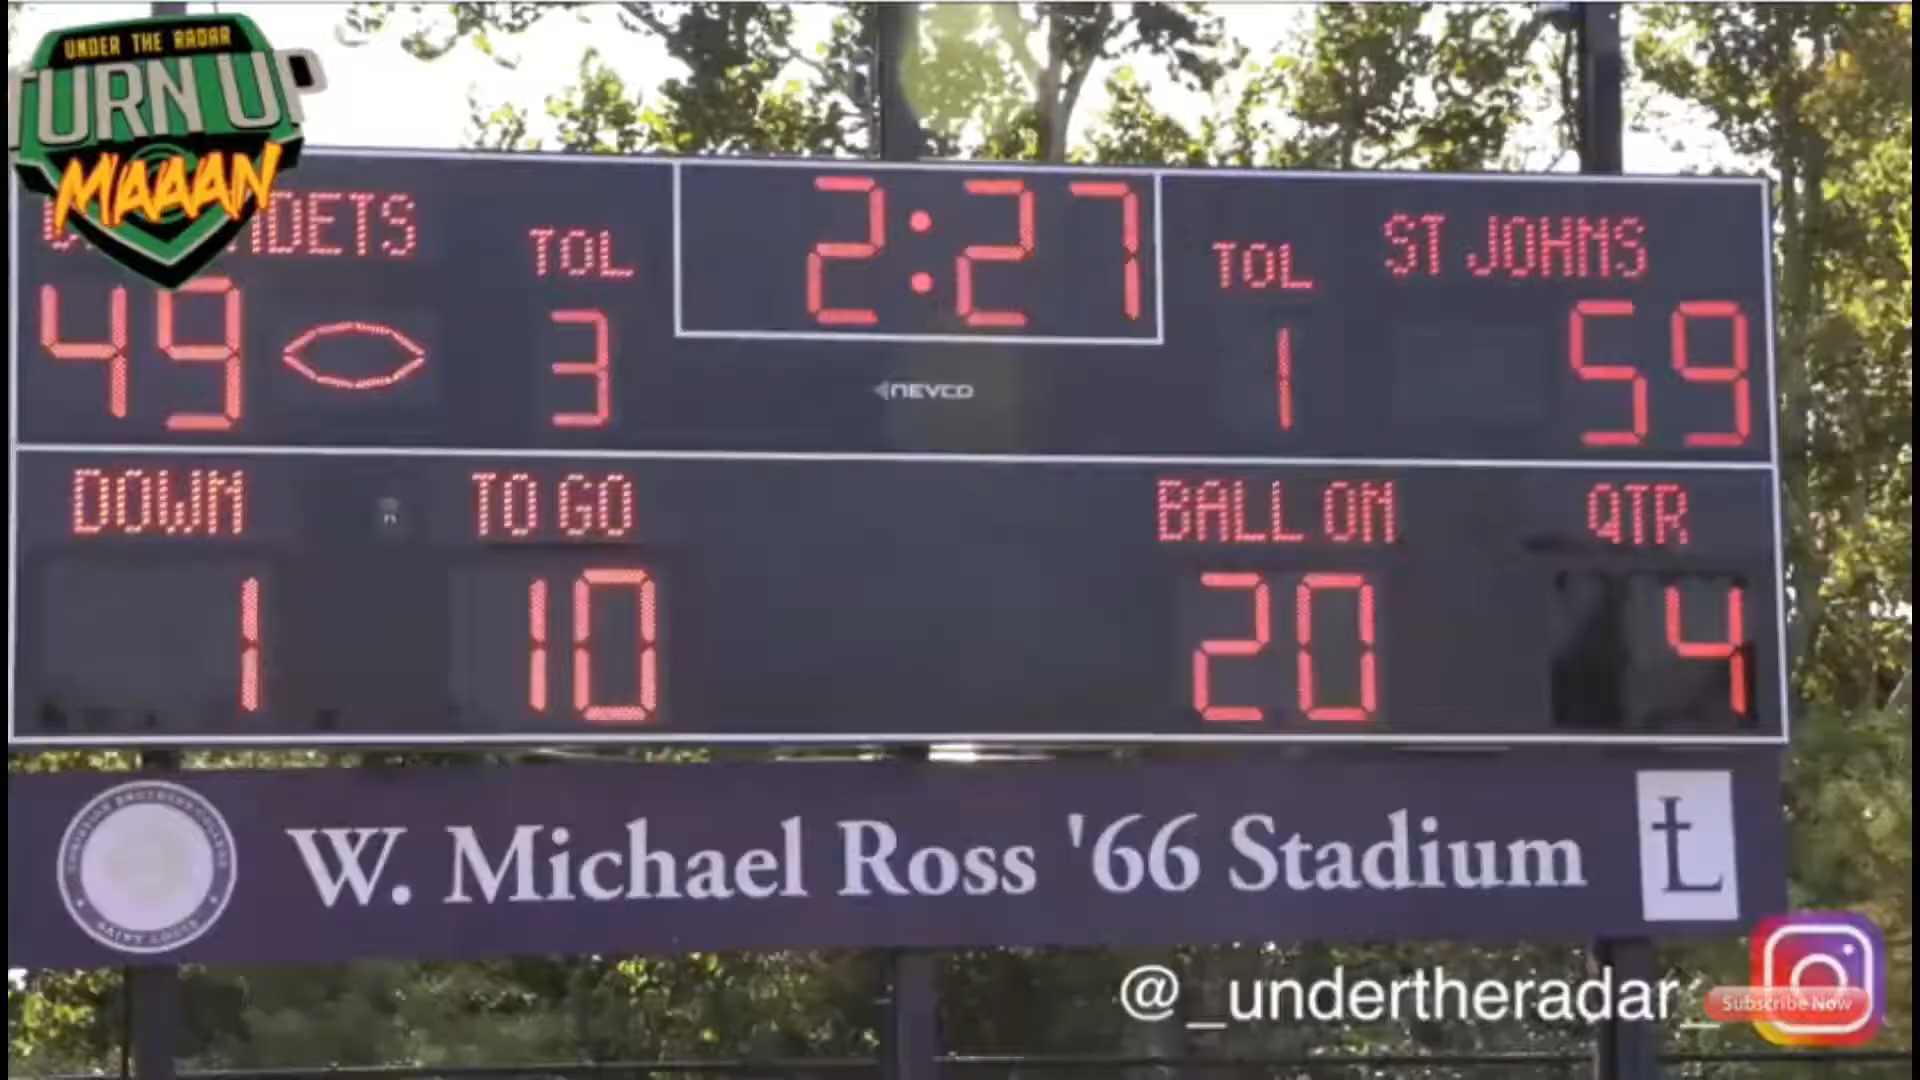 UNDER THE RADAR
TURN UP
MAAAN
DETS
TOL
2:27
TOL
ST JOHNS
49
3
NEVCO
1
59
DOWN
TO GO
BALL ON
QTR
1
10
20
4
W. Michael Ross '66 Stadium
@_undertheradar_
Subscribe Now